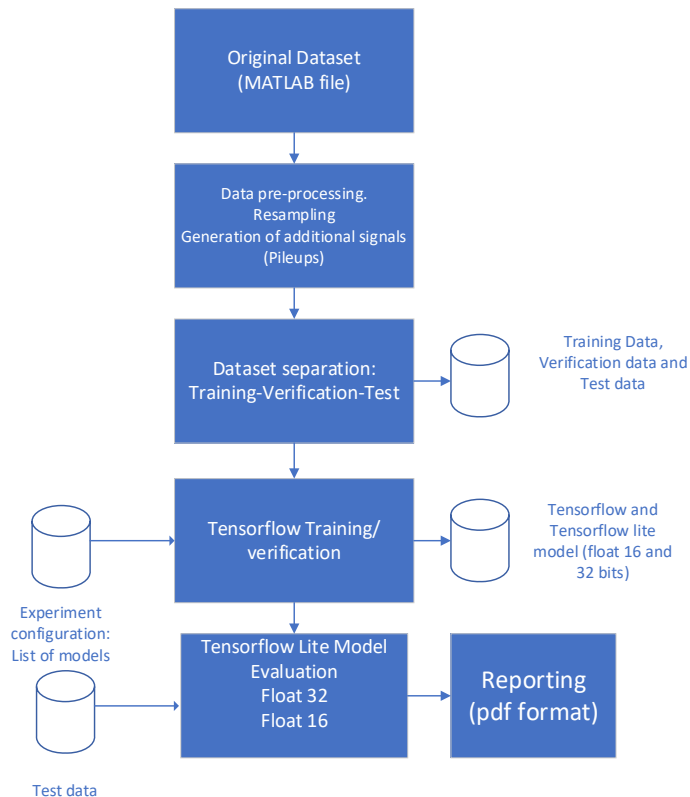 Original Dataset
(MATLAB file)
Data pre-processing.
Resampling
Generation of additional signals
(Pileups)
Dataset separation:
Training-Verification-Test
Training Data,
Verification data and
Test data
Tensorflow Training/
verification
Tensorflow and
Tensorflow lite
model (float 16 and
32 bits)
Experiment
configuration:
List of models
Tensorflow Lite Model
Evaluation
Float 32
Float 16
Reporting
(pdf format)
Test data